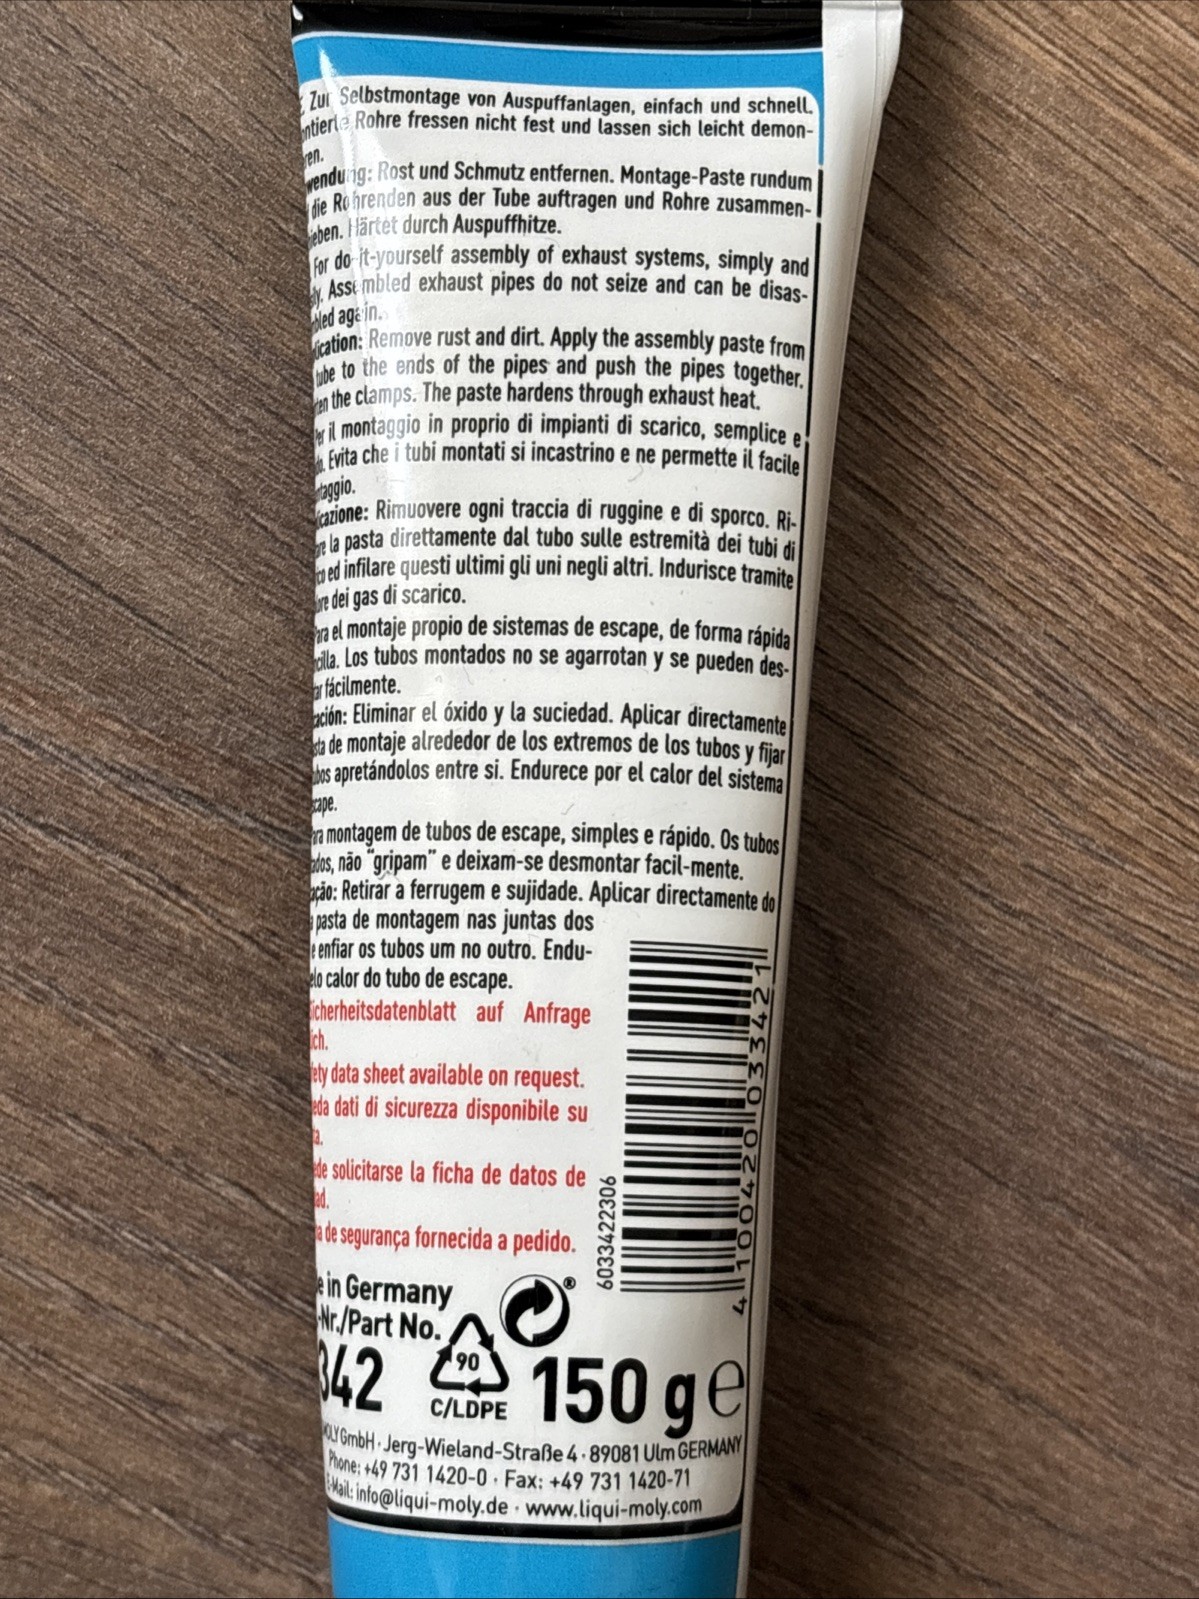 Zur Selbstmontage von Auspuffanlagen, einfach und schnell.
Rohre fressen nicht fest und lassen sich leicht demon-
Rost und Schmutz entfernen. Montage-Paste rundum
die Rohrenden aus der Tube auftragen und Rohre zusammen-
Härtet durch Auspuffhitze.
For do-it-yourself assembly of exhaust systems, simply and
Assembled exhaust pipes do not seize and can be disas-
again.
Remove rust and dirt. Apply the assembly paste from
tube to the ends of the pipes and push the pipes together.
the clamps. The paste hardens through exhaust heat.
Per il montaggio in proprio di impianti di scarico, semplice e
Evita che i tubi montati si incastrino e ne permette il facile
Rimuovere ogni traccia di ruggine e di sporco. Ri-
la pasta direttamente dal tubo sulle estremità dei tubi di
ed infilare questi ultimi gli uni negli altri. Indurisce tramite
dei gas di scarico.
Para el montaje propio de sistemas de escape, de forma rápida
Los tubos montados no se agarrotan y se pueden des-
fácilmente.
Eliminar el óxido y la suciedad. Aplicar directamente
de montaje alrededor de los extremos de los tubos y fijar
apretándolos entre si. Endurece por el calor del sistema
Para montagem de tubos de escape, simples e rápido. Os tubos
não "gripam" e deixam-se desmontar facil-mente.
Retirar a ferrugem e sujidade. Aplicar directamente do
pasta de montagem nas juntas dos
e enfiar os tubos um no outro. Endu-
calor do tubo de escape.
Sicherheitsdatenblatt auf Anfrage
data sheet available on request.
dati di sicurezza disponibile su
solicitarse la ficha de datos de
de segurança fornecida a pedido.
in Germany
-Nr./Part No.
342
90
C/LDPE
150 g e
6033422306
4 100420 033421
GmbH · Jerg-Wieland-Straße 4 · 89081 Ulm GERMANY
Phone: +49 731 1420-0 · Fax: +49 731 1420-71
E-Mail: info@liqui-moly.de · www.liqui-moly.com